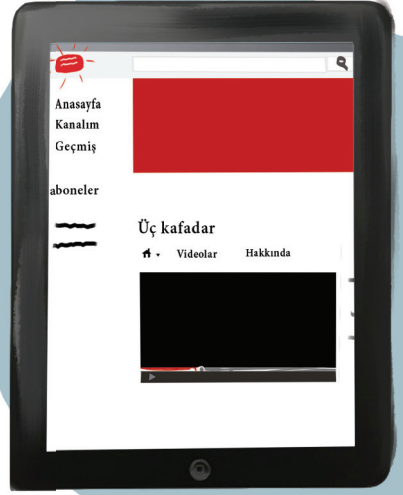 Anasayfa
Kanalım
Geçmiş
aboneler
Üç kafadar
Videolar
Hakkında